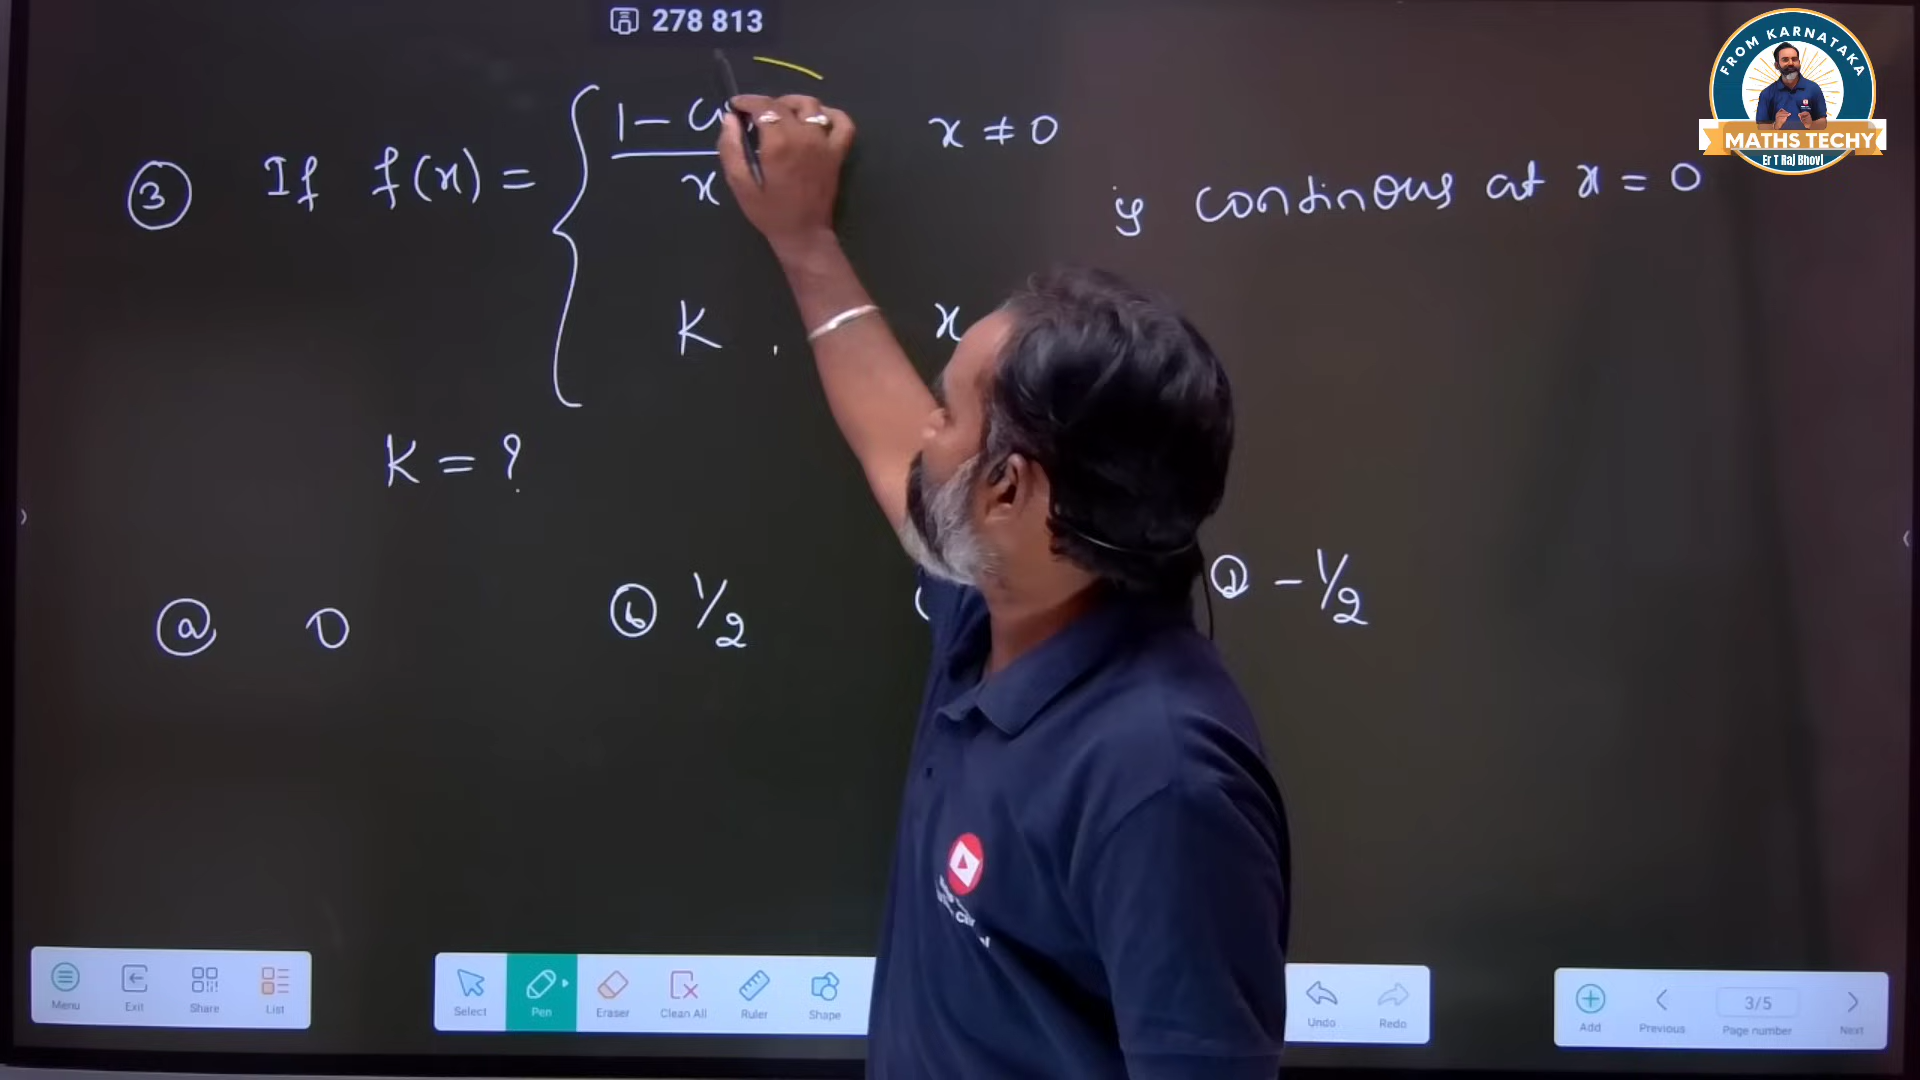 278 813
FROM KARNATAKA
MATHS TECHY
Er T Raj Bhovi
3 If f(x) = { 1 - cos / x x ≠ 0
is continous at x = 0
K . x
K = ?
a 0 b 1/2 d - 1/2
Menu Exit Share List Select Pen Eraser Clean All Ruler Shape Undo Redo Add Previous 3/5 Page number Next